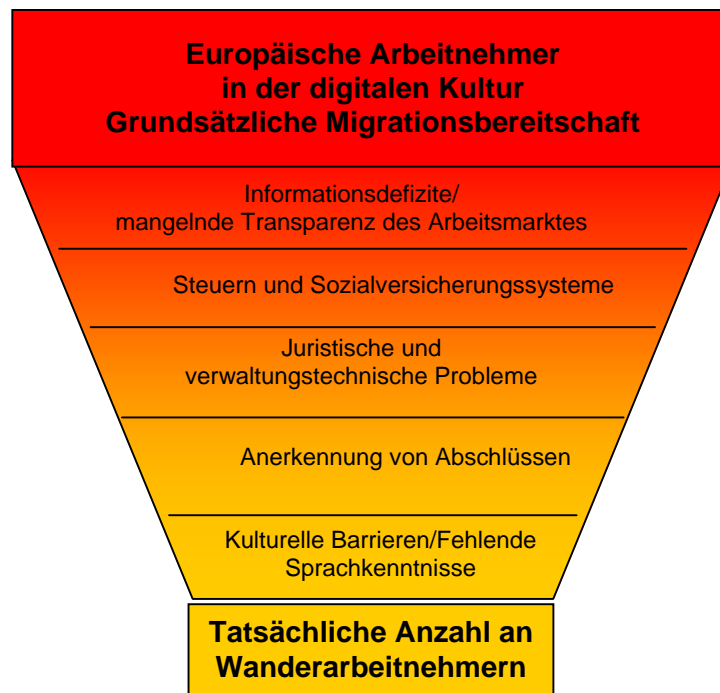 Europäische Arbeitnehmer
in der digitalen Kultur
Grundsätzliche Migrationsbereitschaft
Informationsdefizite/
mangelnde Transparenz des Arbeitsmarktes
Steuern und Sozialversicherungssysteme
Juristische und
verwaltungstechnische Probleme
Anerkennung von Abschlüssen
Kulturelle Barrieren/Fehlende
Sprachkenntnisse
Tatsächliche Anzahl an
Wanderarbeitnehmern